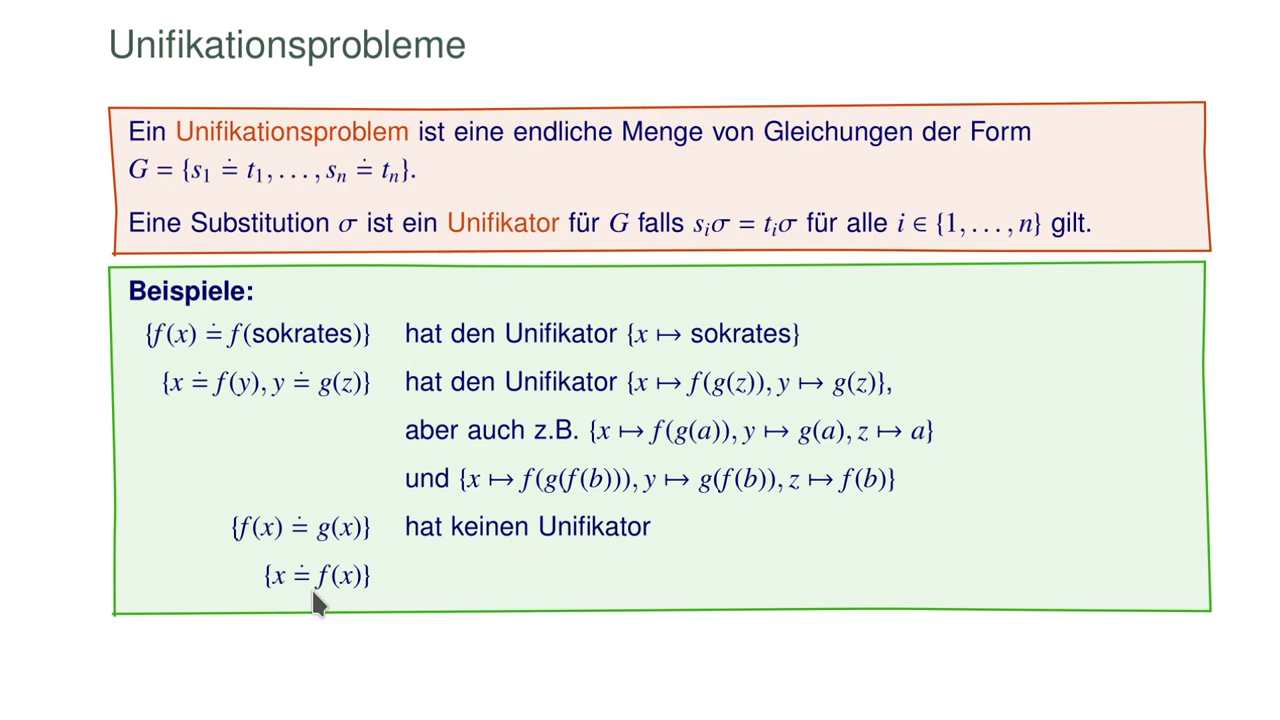 Unifikationsprobleme
Ein Unifikationsproblem ist eine endliche Menge von Gleichungen der Form
G = {s₁ ≐ t₁, . . . , sₙ ≐ tₙ}.
Eine Substitution σ ist ein Unifikator für G falls sᵢσ = tᵢσ für alle i ∈ {1, . . . , n} gilt.
Beispiele:
{f(x) ≐ f(sokrates)} hat den Unifikator {x ↦ sokrates}
{x ≐ f(y), y ≐ g(z)} hat den Unifikator {x ↦ f(g(z)), y ↦ g(z)},
aber auch z.B. {x ↦ f(g(a)), y ↦ g(a), z ↦ a}
und {x ↦ f(g(f(b))), y ↦ g(f(b)), z ↦ f(b)}
{f(x) ≐ g(x)} hat keinen Unifikator
{x ≐ f(x)}